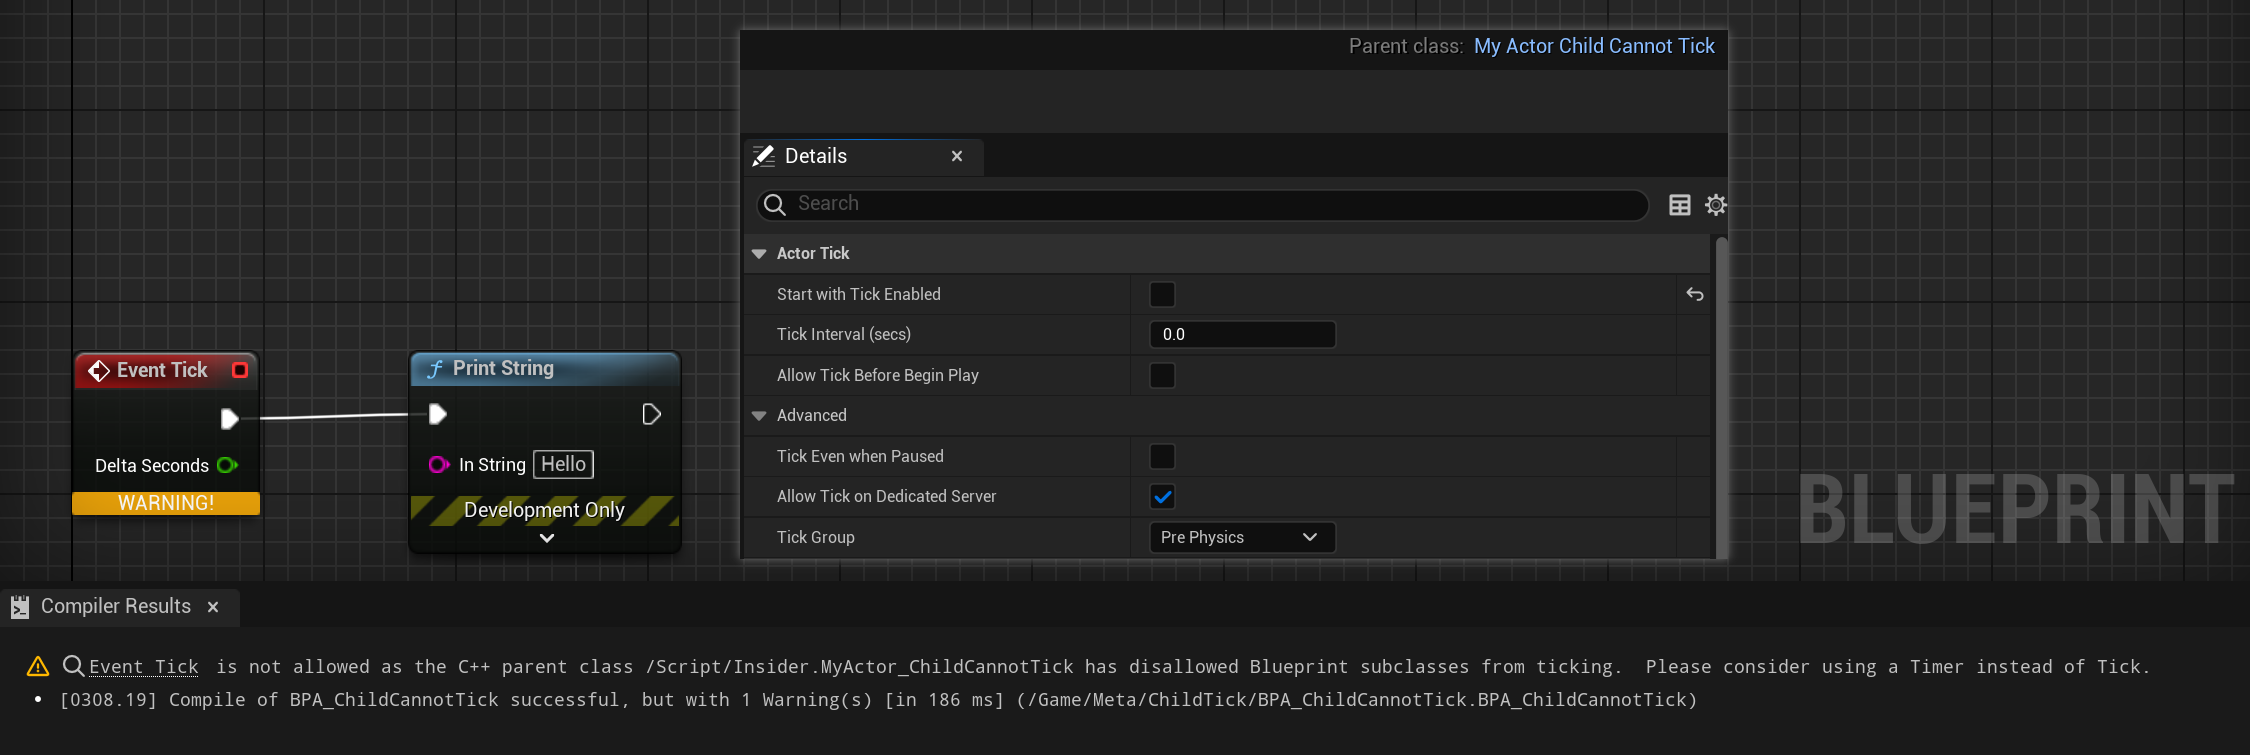 Parent class: My Actor Child Cannot Tick
Details
Search
Actor Tick
Start with Tick Enabled
Tick Interval (secs) 0.0
Allow Tick Before Begin Play
Advanced
Tick Even when Paused
Allow Tick on Dedicated Server
Tick Group Pre Physics
Event Tick
Delta Seconds
WARNING!
Print String
In String Hello
Development Only
BLUEPRINT
Compiler Results
Event Tick is not allowed as the C++ parent class /Script/Insider.MyActor_ChildCannotTick has disallowed Blueprint subclasses from ticking. Please consider using a Timer instead of Tick.
• [0308.19] Compile of BPA_ChildCannotTick successful, but with 1 Warning(s) [in 186 ms] (/Game/Meta/ChildTick/BPA_ChildCannotTick.BPA_ChildCannotTick)